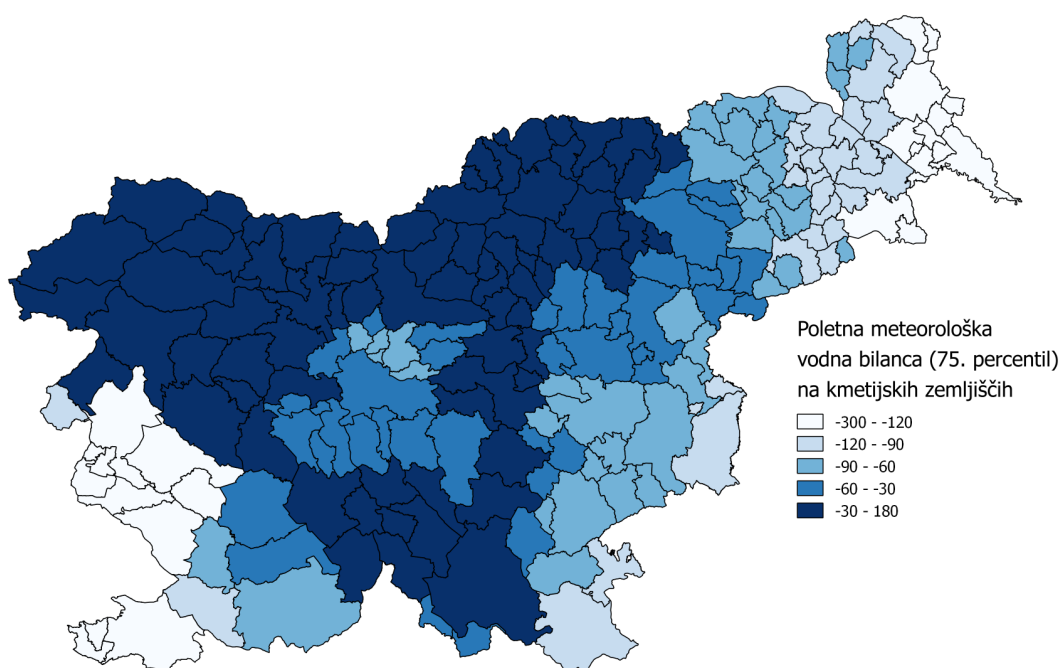 Poletna meteorološka
vodna bilanca (75. percentil)
na kmetijskih zemljiščih
-300 - -120
-120 - -90
-90 - -60
-60 - -30
-30 - 180